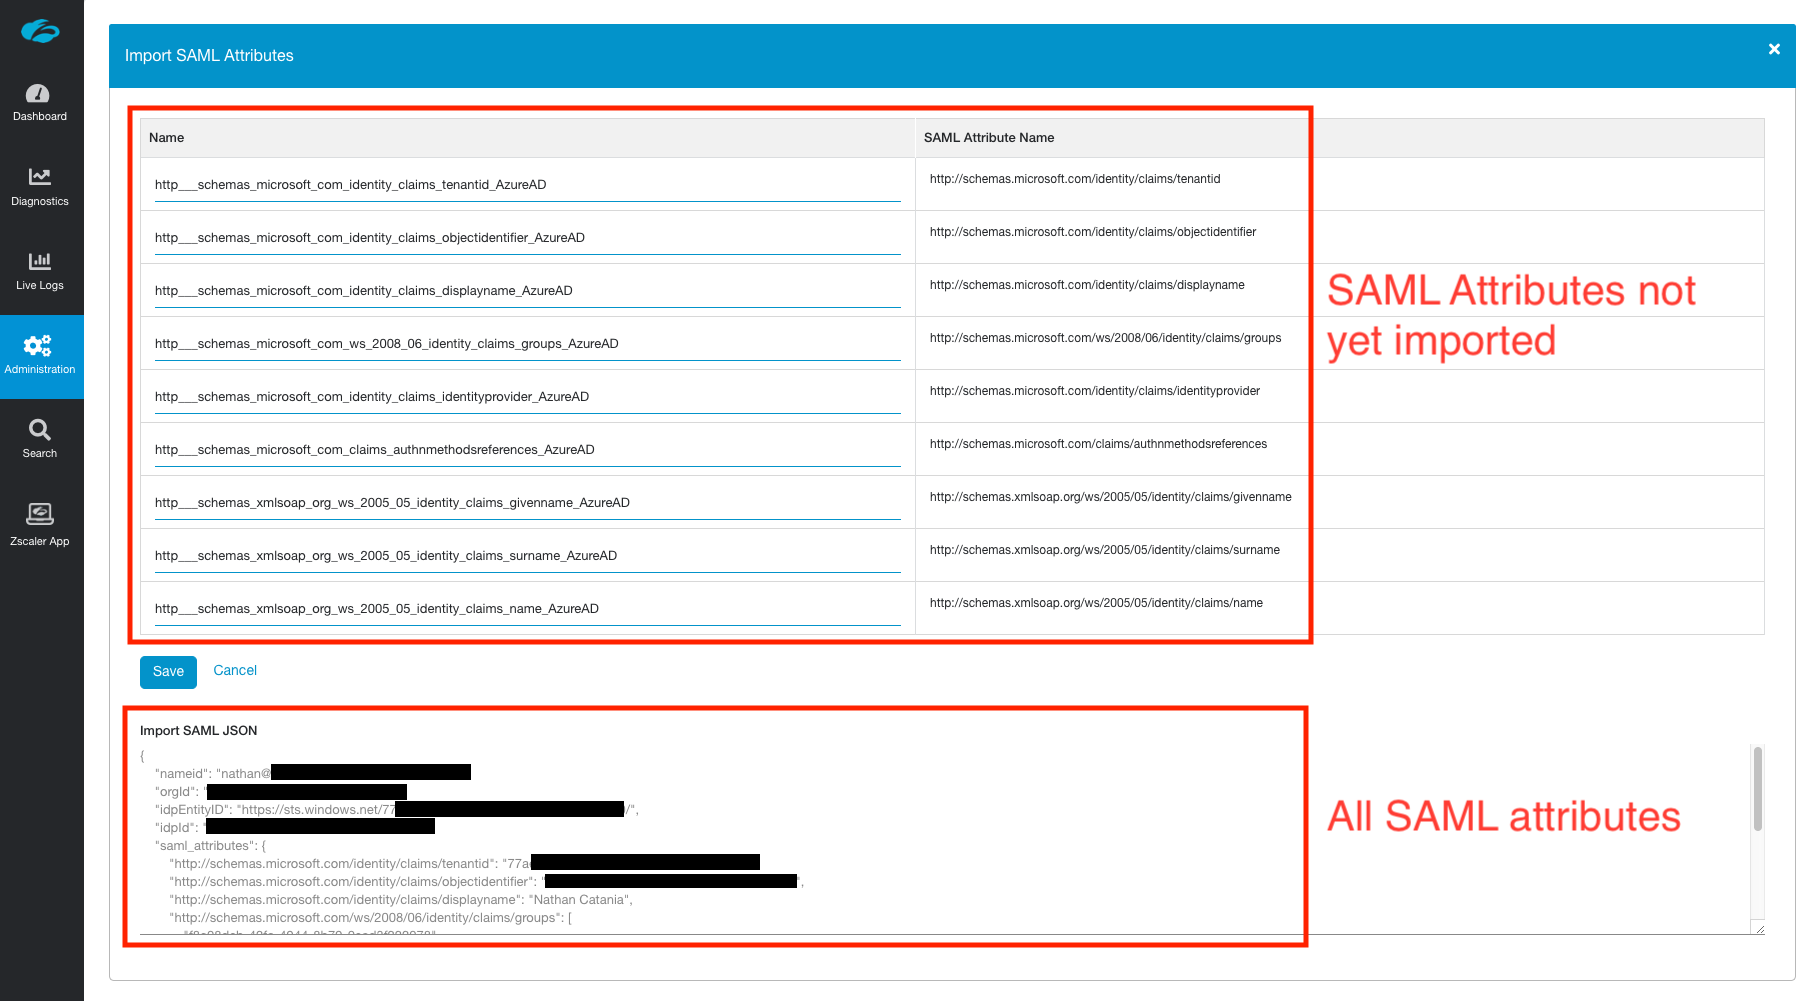 Import SAML Attributes
Dashboard
Diagnostics
Live Logs
Administration
Search
Zscaler App
Name SAML Attribute Name
http___schemas_microsoft_com_identity_claims_tenantid_AzureAD http://schemas.microsoft.com/identity/claims/tenantid
http___schemas_microsoft_com_identity_claims_objectidentifier_AzureAD http://schemas.microsoft.com/identity/claims/objectidentifier
http___schemas_microsoft_com_identity_claims_displayname_AzureAD http://schemas.microsoft.com/identity/claims/displayname
http___schemas_microsoft_com_ws_2008_06_identity_claims_groups_AzureAD http://schemas.microsoft.com/ws/2008/06/identity/claims/groups
http___schemas_microsoft_com_identity_claims_identityprovider_AzureAD http://schemas.microsoft.com/identity/claims/identityprovider
http___schemas_microsoft_com_claims_authnmethodsreferences_AzureAD http://schemas.microsoft.com/claims/authnmethodsreferences
http___schemas_xmlsoap_org_ws_2005_05_identity_claims_givenname_AzureAD http://schemas.xmlsoap.org/ws/2005/05/identity/claims/givenname
http___schemas_xmlsoap_org_ws_2005_05_identity_claims_surname_AzureAD http://schemas.xmlsoap.org/ws/2005/05/identity/claims/surname
http___schemas_xmlsoap_org_ws_2005_05_identity_claims_name_AzureAD http://schemas.xmlsoap.org/ws/2005/05/identity/claims/name
SAML Attributes not
yet imported
Save Cancel
Import SAML JSON
{
"nameid": "nathan@
"orgId": "
"idpEntityID": "https://sts.windows.net/77 /",
"idpId": "
"saml_attributes": {
"http://schemas.microsoft.com/identity/claims/tenantid": "77a
"http://schemas.microsoft.com/identity/claims/objectidentifier": " ",
"http://schemas.microsoft.com/identity/claims/displayname": "Nathan Catania",
"http://schemas.microsoft.com/ws/2008/06/identity/claims/groups": [
All SAML attributes